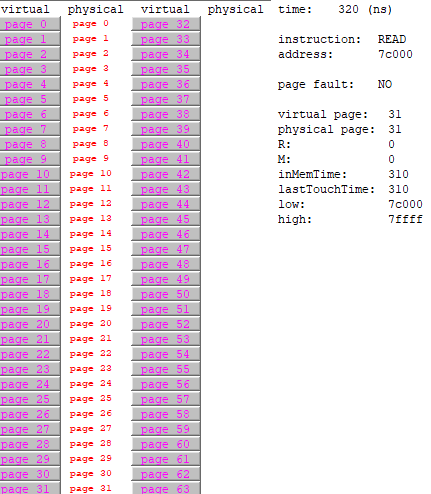 virtual physical virtual physical time: 320 (ns)
page 0 page 0 page 32
page 1 page 1 page 33 instruction: READ
page 2 page 2 page 34 address: 7c000
page 3 page 3 page 35
page 4 page 4 page 36 page fault: NO
page 5 page 5 page 37
page 6 page 6 page 38 virtual page: 31
page 7 page 7 page 39 physical page: 31
page 8 page 8 page 40 R: 0
page 9 page 9 page 41 M: 0
page 10 page 10 page 42 inMemTime: 310
page 11 page 11 page 43 lastTouchTime: 310
page 12 page 12 page 44 low: 7c000
page 13 page 13 page 45 high: 7ffff
page 14 page 14 page 46
page 15 page 15 page 47
page 16 page 16 page 48
page 17 page 17 page 49
page 18 page 18 page 50
page 19 page 19 page 51
page 20 page 20 page 52
page 21 page 21 page 53
page 22 page 22 page 54
page 23 page 23 page 55
page 24 page 24 page 56
page 25 page 25 page 57
page 26 page 26 page 58
page 27 page 27 page 59
page 28 page 28 page 60
page 29 page 29 page 61
page 30 page 30 page 62
page 31 page 31 page 63